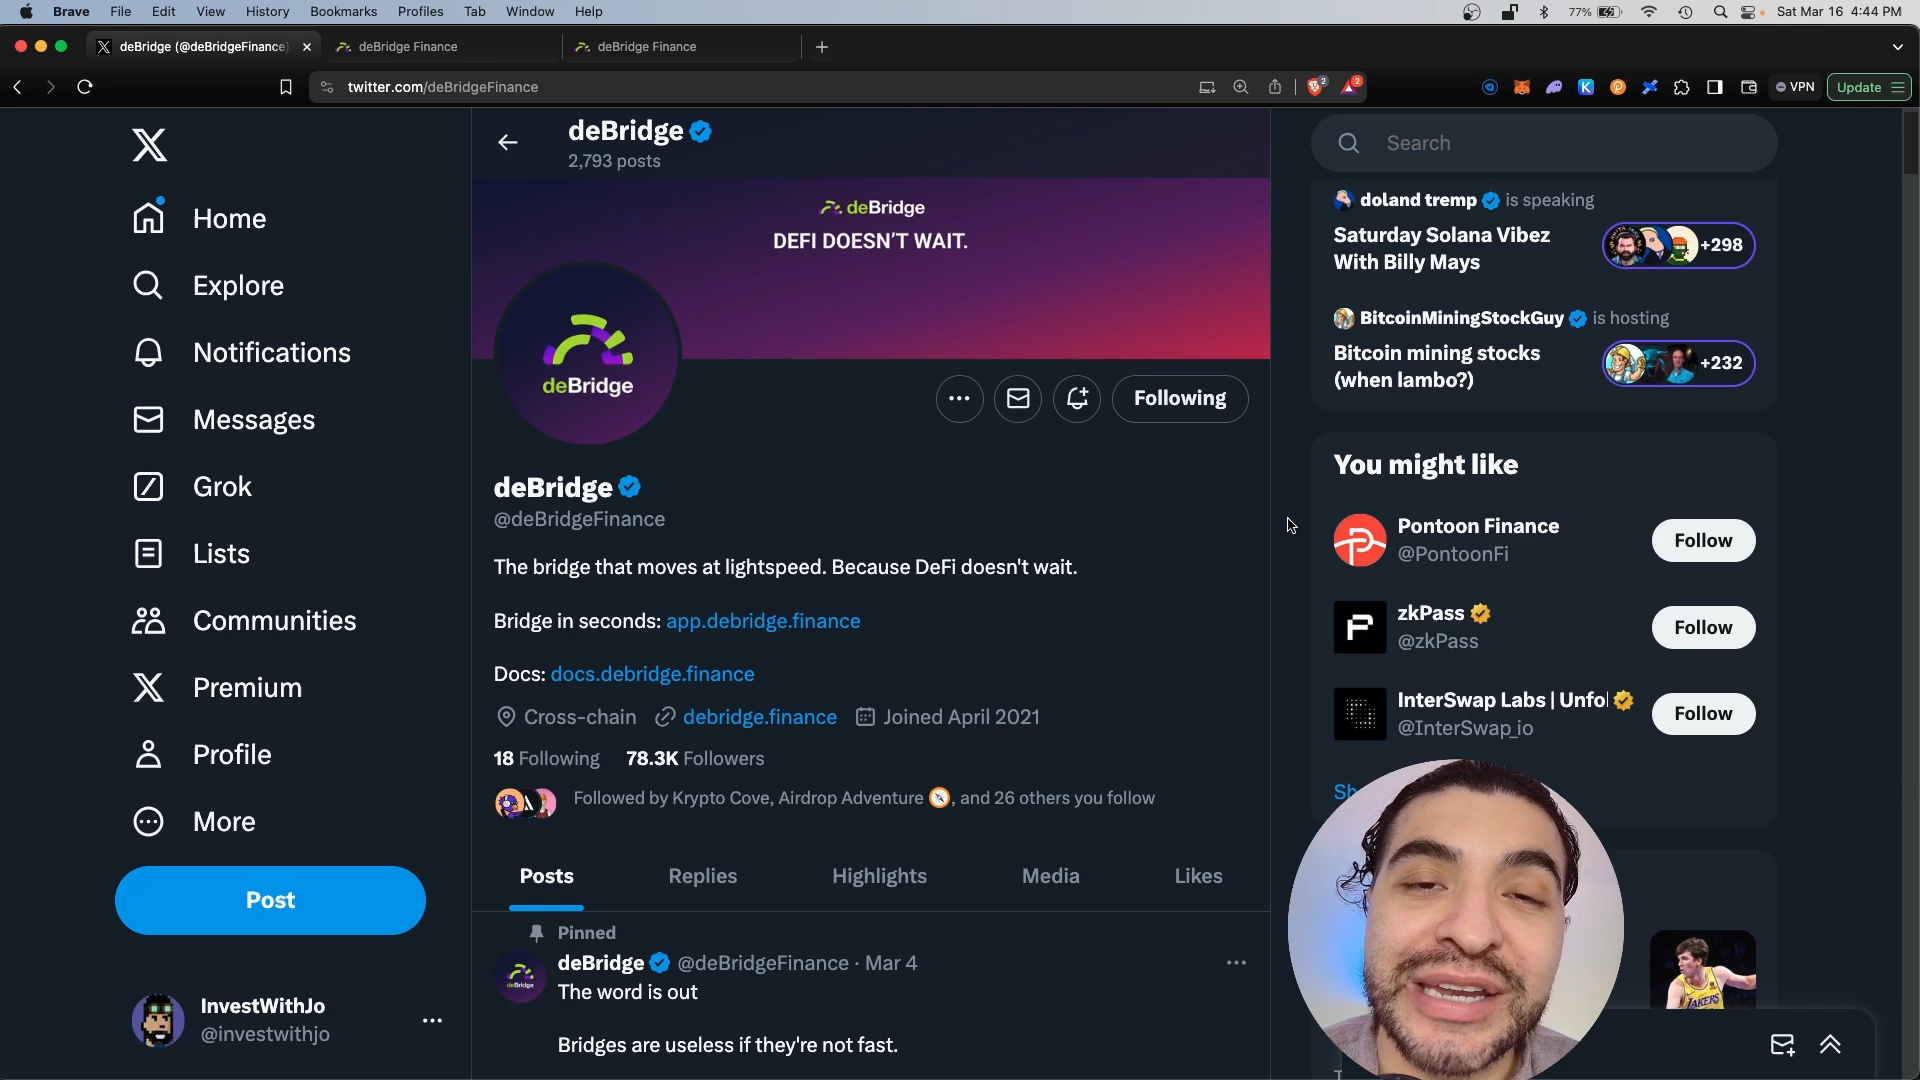 Brave File Edit View History Bookmarks Profiles Tab Window Help
77%
Sat Mar 16 4:44 PM
deBridge (@deBridgeFinance)
deBridge Finance
deBridge Finance
twitter.com/deBridgeFinance
2
2
VPN
Update
Home
Explore
Notifications
Messages
Grok
Lists
Communities
Premium
Profile
More
Post
InvestWithJo
@investwithjo
deBridge
2,793 posts
deBridge
DEFI DOESN'T WAIT.
deBridge
Following
deBridge
@deBridgeFinance
The bridge that moves at lightspeed. Because DeFi doesn't wait.
Bridge in seconds: app.debridge.finance
Docs: docs.debridge.finance
Cross-chain debridge.finance Joined April 2021
18 Following 78.3K Followers
Followed by Krypto Cove, Airdrop Adventure , and 26 others you follow
Posts Replies Highlights Media Likes
Pinned
deBridge @deBridgeFinance · Mar 4
The word is out
Bridges are useless if they're not fast.
Search
doland tremp is speaking
Saturday Solana Vibez
With Billy Mays
+298
BitcoinMiningStockGuy is hosting
Bitcoin mining stocks
(when lambo?)
+232
You might like
Pontoon Finance
@PontoonFi
Follow
zkPass
@zkPass
Follow
InterSwap Labs | Unfol
@InterSwap_io
Follow
Sh
LAKERS